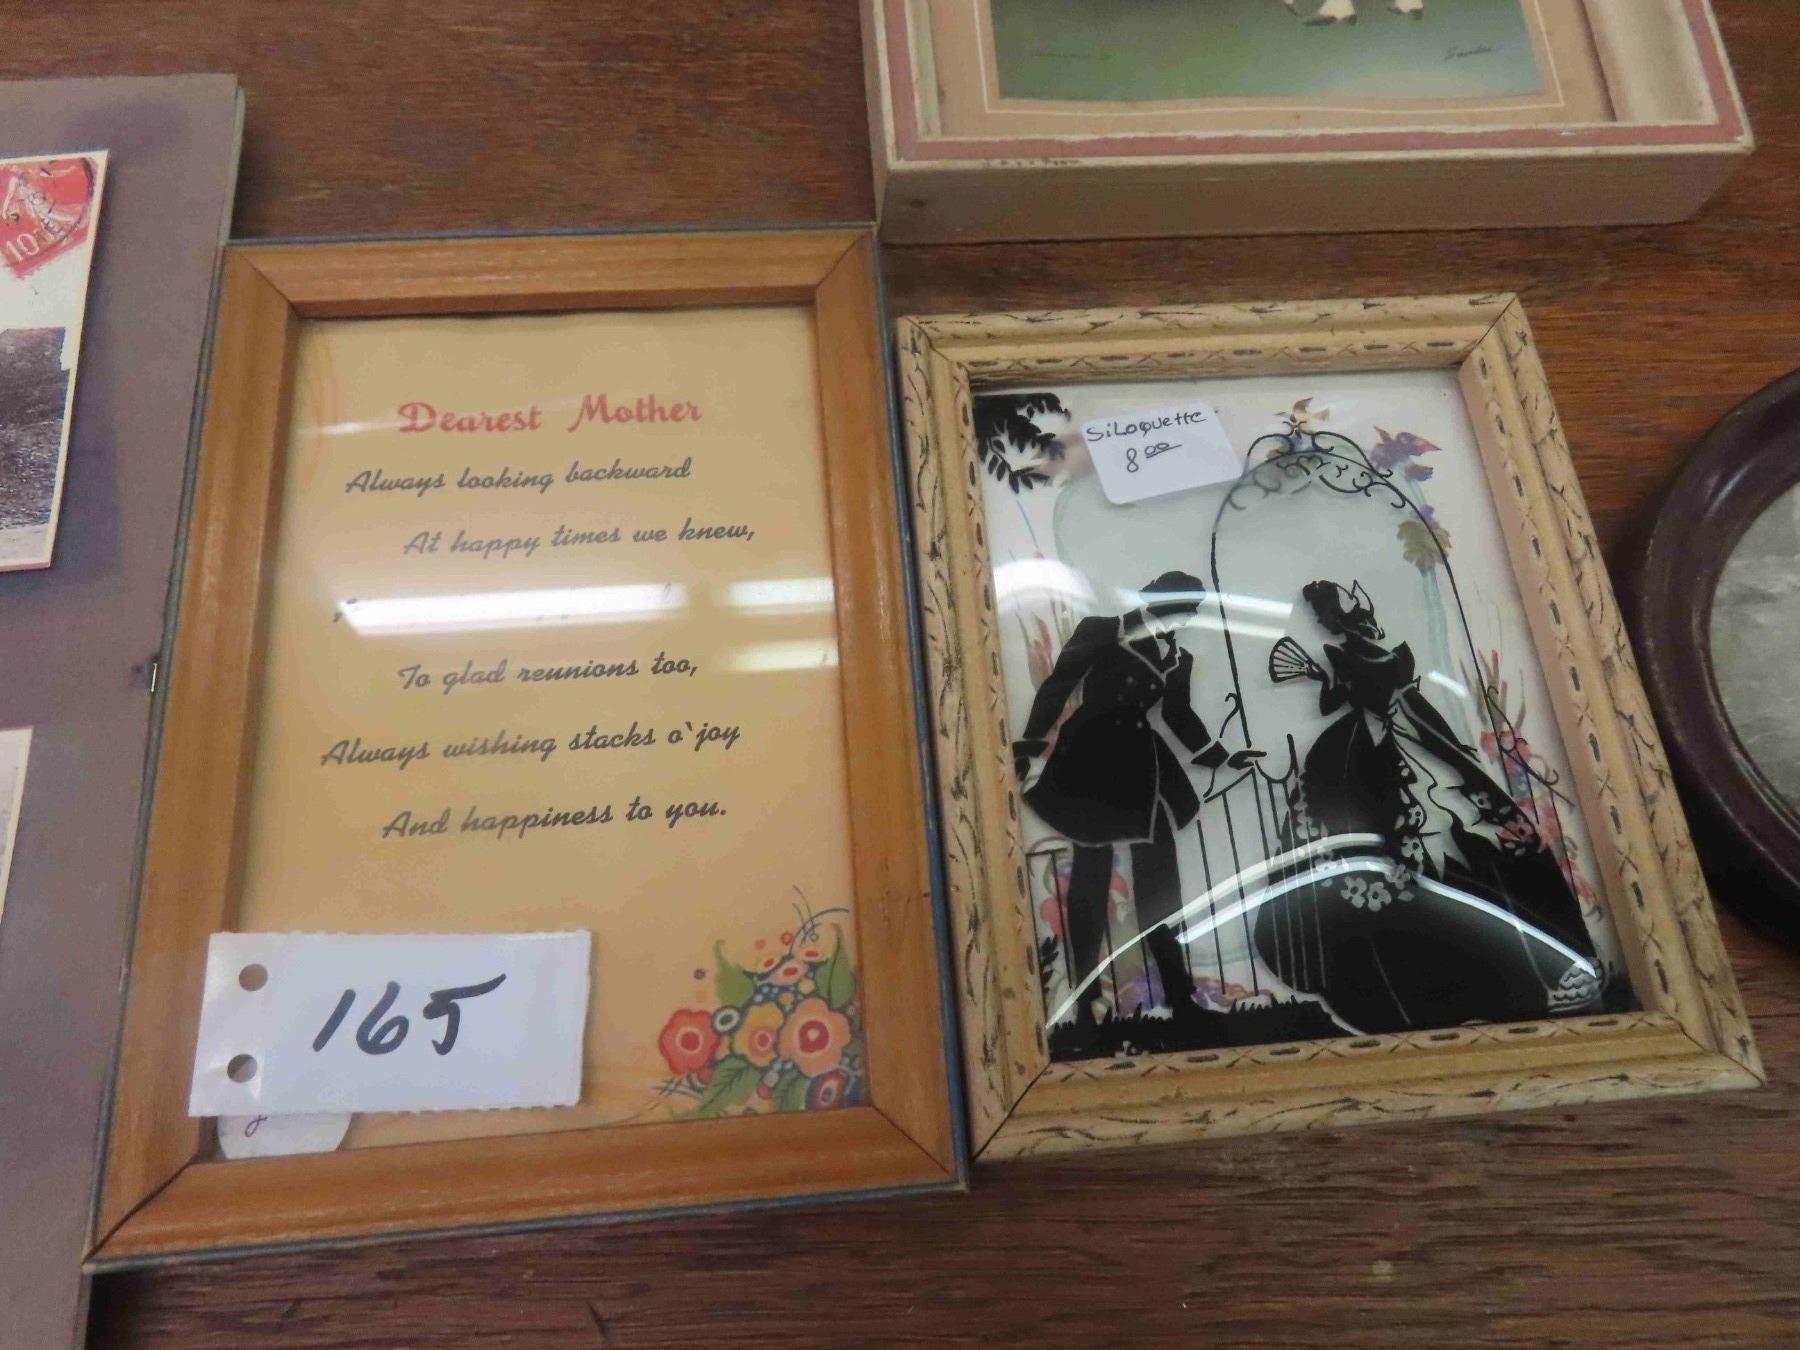 Dearest Mother
Always looking backward
At happy times we knew,
To glad reunions too,
Always wishing stacks o'joy
And happiness to you.
165
SiLoquette
8 00
10